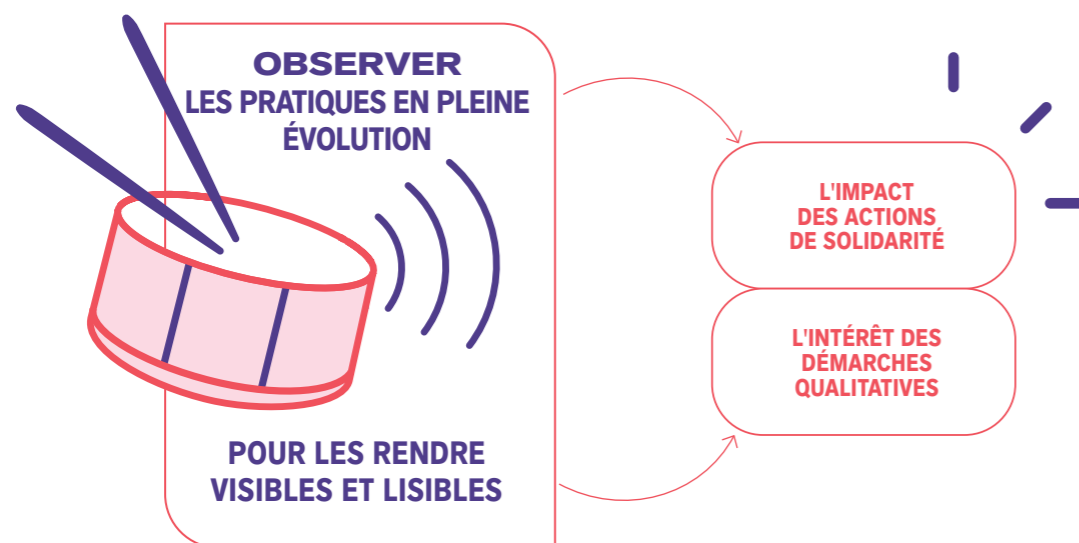 OBSERVER
LES PRATIQUES EN PLEINE
ÉVOLUTION
POUR LES RENDRE
VISIBLES ET LISIBLES
L'IMPACT
DES ACTIONS
DE SOLIDARITÉ
L'INTÉRÊT DES
DÉMARCHES
QUALITATIVES